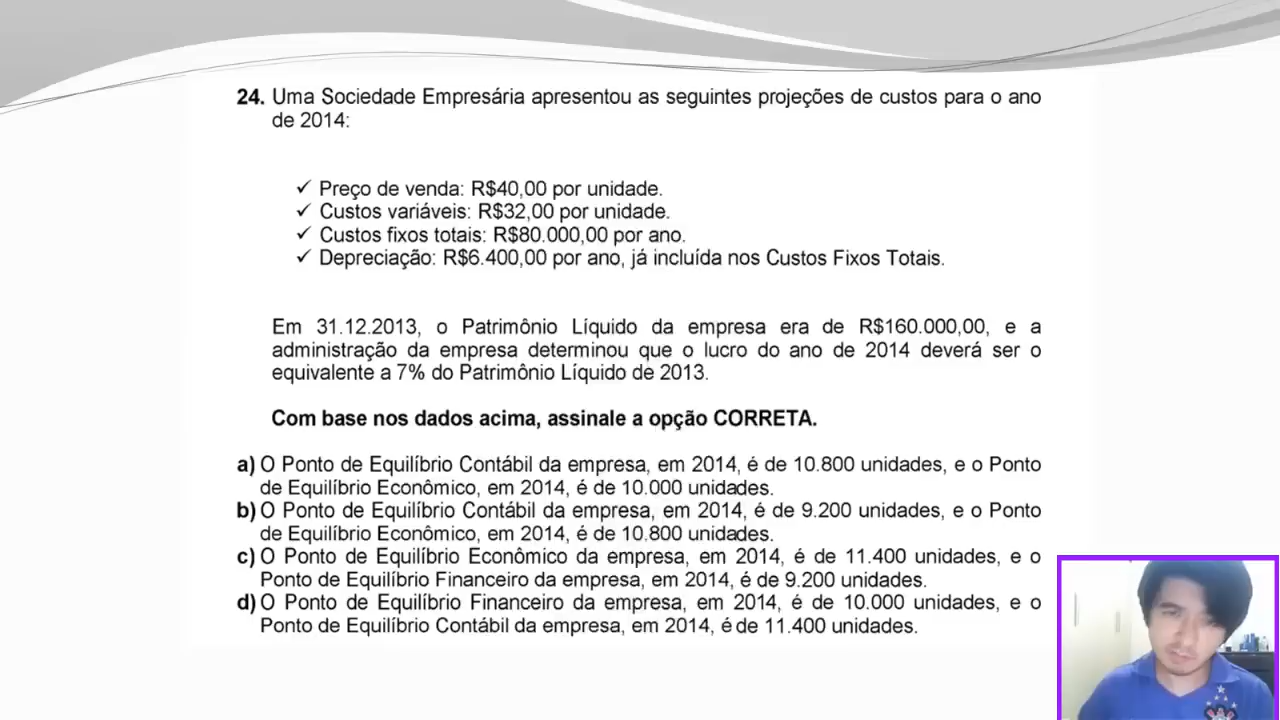 24. Uma Sociedade Empresária apresentou as seguintes projeções de custos para o ano
de 2014:
✓ Preço de venda: R$40,00 por unidade.
✓ Custos variáveis: R$32,00 por unidade.
✓ Custos fixos totais: R$80.000,00 por ano.
✓ Depreciação: R$6.400,00 por ano, já incluída nos Custos Fixos Totais.
Em 31.12.2013, o Patrimônio Líquido da empresa era de R$160.000,00, e a
administração da empresa determinou que o lucro do ano de 2014 deverá ser o
equivalente a 7% do Patrimônio Líquido de 2013.
Com base nos dados acima, assinale a opção CORRETA.
a) O Ponto de Equilíbrio Contábil da empresa, em 2014, é de 10.800 unidades, e o Ponto
de Equilíbrio Econômico, em 2014, é de 10.000 unidades.
b) O Ponto de Equilíbrio Contábil da empresa, em 2014, é de 9.200 unidades, e o Ponto
de Equilíbrio Econômico, em 2014, é de 10.800 unidades.
c) O Ponto de Equilíbrio Econômico da empresa, em 2014, é de 11.400 unidades, e o
Ponto de Equilíbrio Financeiro da empresa, em 2014, é de 9.200 unidades.
d) O Ponto de Equilíbrio Financeiro da empresa, em 2014, é de 10.000 unidades, e o
Ponto de Equilíbrio Contábil da empresa, em 2014, é de 11.400 unidades.